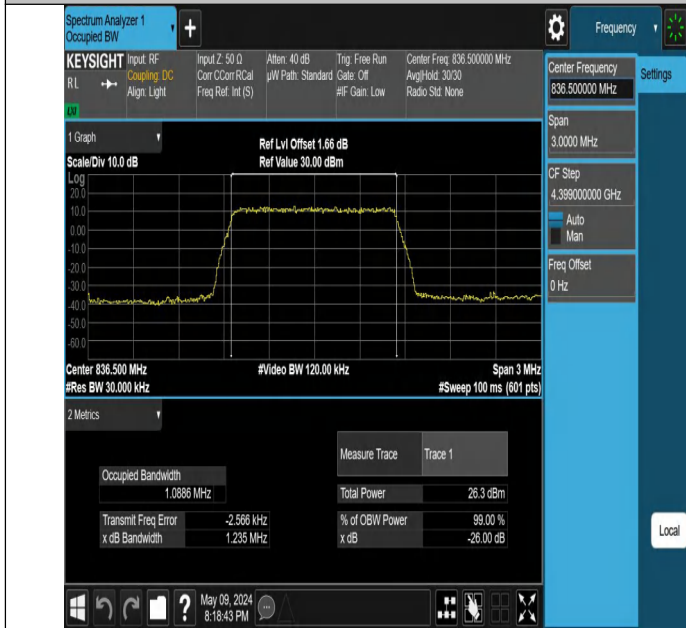 Spectrum Analyzer 1
Occupied BW
+
Frequency
KEYSIGHT
RL
LXI
Input: RF
Coupling: DC
Align: Light
Input Z: 50 Ω
Corr CCorr RCal
Freq Ref: Int (S)
Atten: 40 dB
µW Path: Standard
Trig: Free Run
Gate: Off
#IF Gain: Low
Center Freq: 836.500000 MHz
Avg|Hold: 30/30
Radio Std: None
Center Frequency
836.500000 MHz
Settings
Span
3.0000 MHz
CF Step
4.399000000 GHz
Auto
Man
Freq Offset
0 Hz
1 Graph
Scale/Div 10.0 dB
Ref Lvl Offset 1.66 dB
Ref Value 30.00 dBm
Log
20.0
10.0
0.00
-10.0
-20.0
-30.0
-40.0
-50.0
-60.0
Center 836.500 MHz
#Video BW 120.00 kHz
Span 3 MHz
#Res BW 30.000 kHz
#Sweep 100 ms (601 pts)
2 Metrics
Measure Trace Trace 1
Occupied Bandwidth
1.0886 MHz
Total Power 26.3 dBm
Transmit Freq Error -2.566 kHz
% of OBW Power 99.00 %
x dB Bandwidth 1.235 MHz
x dB -26.00 dB
Local
?
May 09, 2024
8:18:43 PM